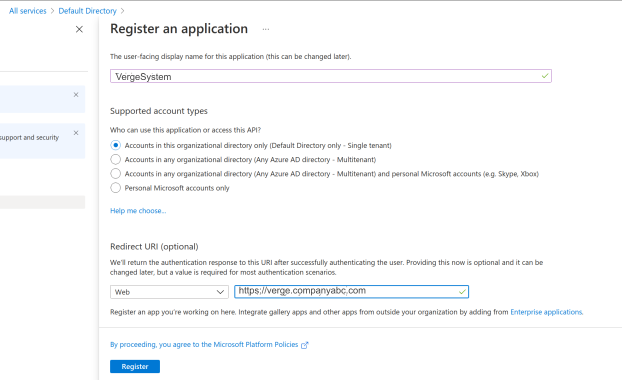 All services > Default Directory >
Register an application ...
The user-facing display name for this application (this can be changed later).
VergeSystem
support and security
Supported account types
Who can use this application or access this API?
Accounts in this organizational directory only (Default Directory only - Single tenant)
Accounts in any organizational directory (Any Azure AD directory - Multitenant)
Accounts in any organizational directory (Any Azure AD directory - Multitenant) and personal Microsoft accounts (e.g. Skype, Xbox)
Personal Microsoft accounts only
Help me choose...
Redirect URI (optional)
We'll return the authentication response to this URI after successfully authenticating the user. Providing this now is optional and it can be
changed later, but a value is required for most authentication scenarios.
Web
https://verge.companyabc.com
Register an app you're working on here. Integrate gallery apps and other apps from outside your organization by adding from Enterprise applications.
By proceeding, you agree to the Microsoft Platform Policies
Register